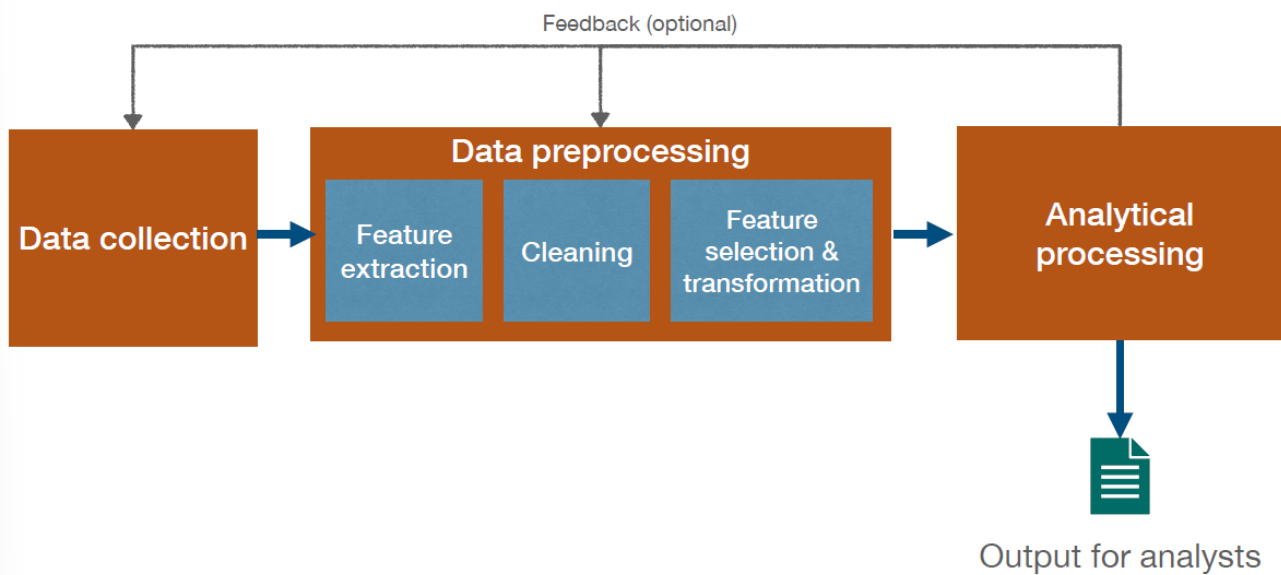 Feedback (optional)
Data collection
Data preprocessing
Feature
extraction
Cleaning
Feature
selection &
transformation
Analytical
processing
Output for analysts